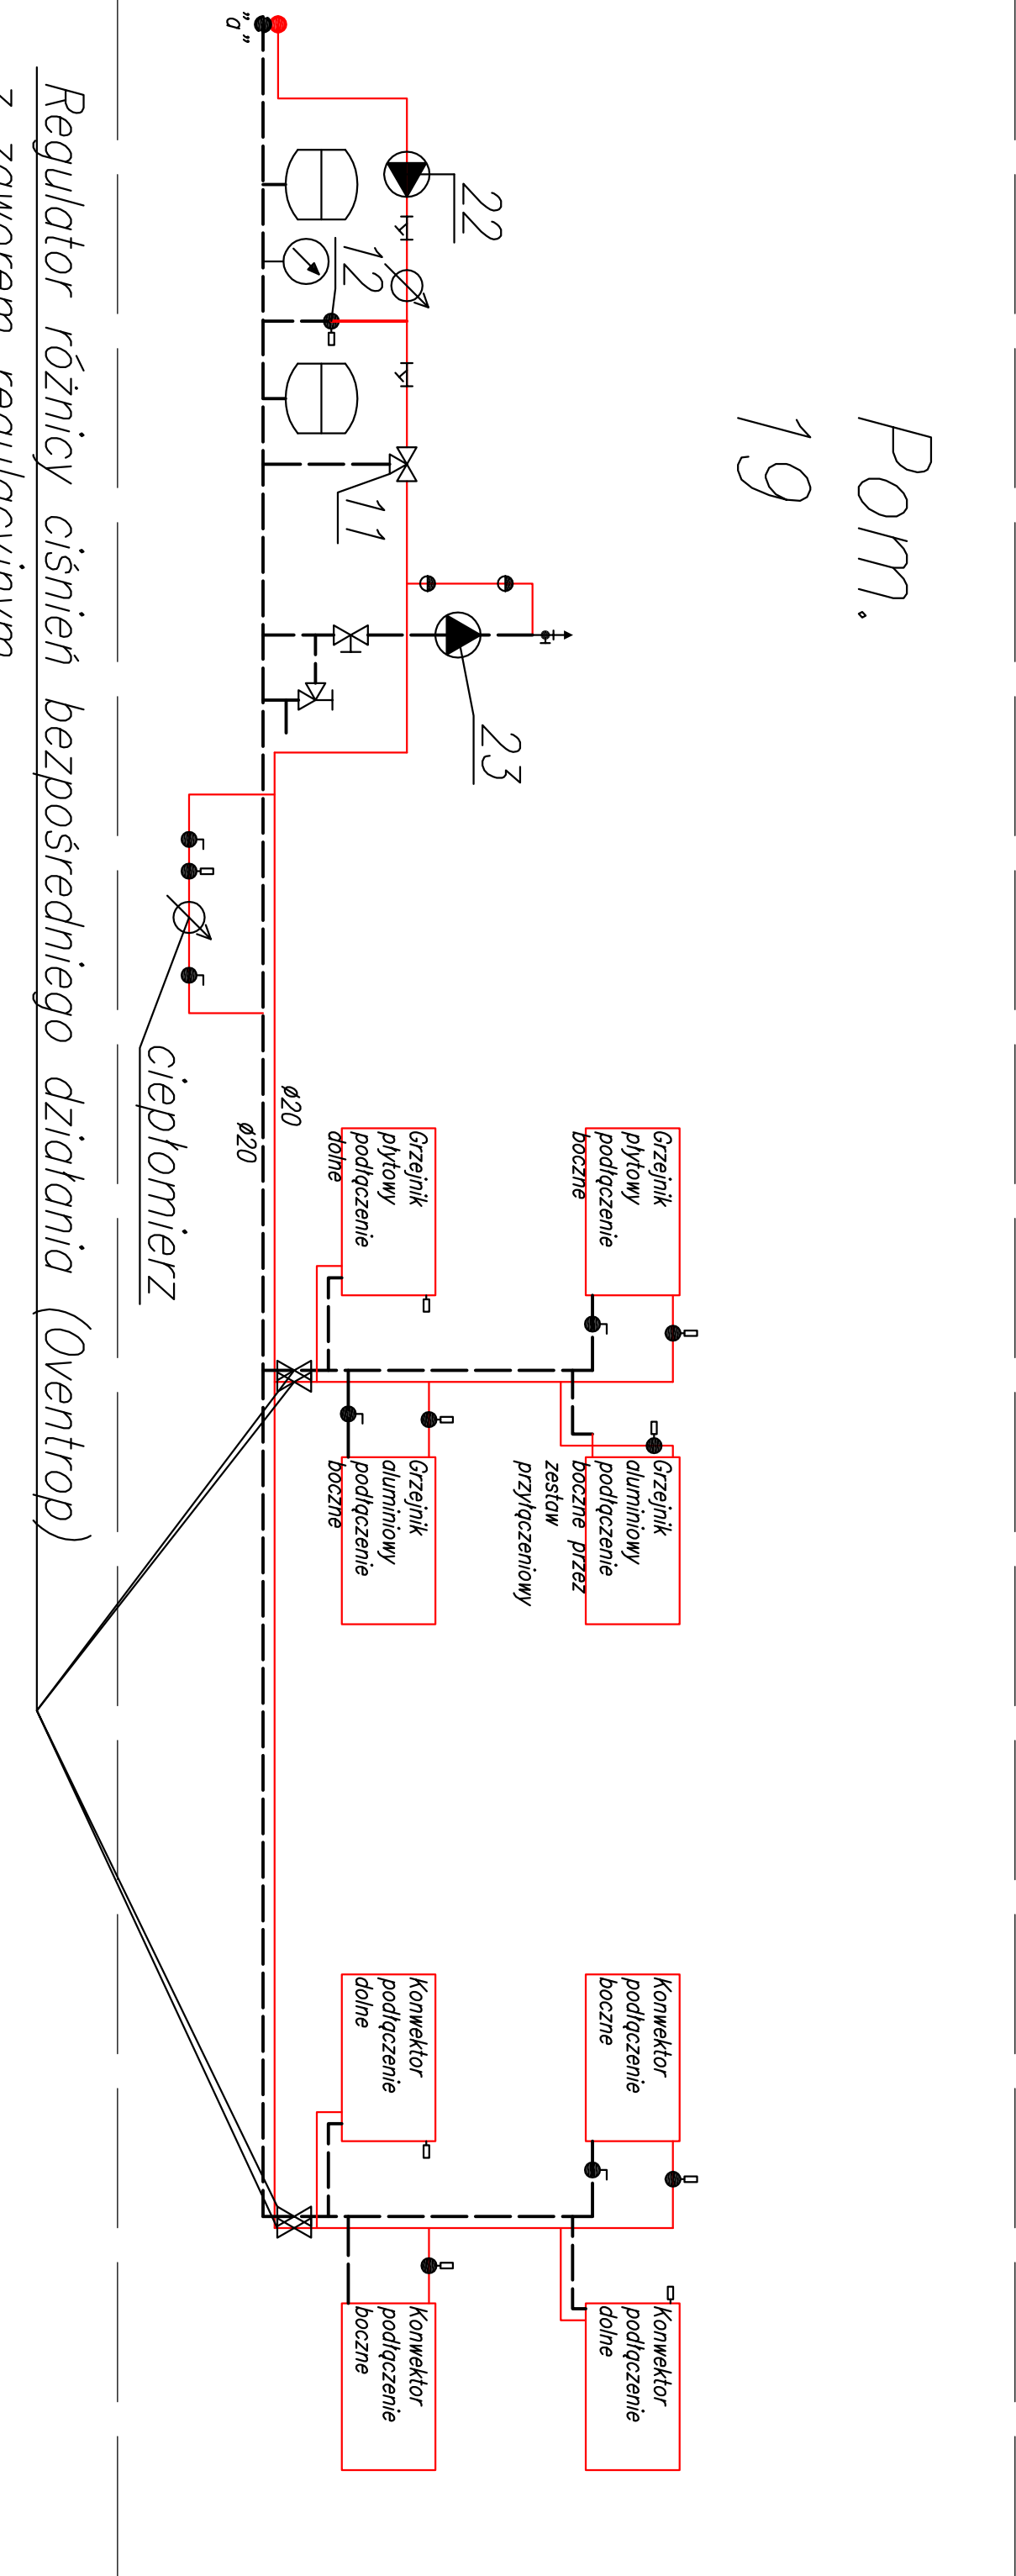 Pom.
19
22
12
11
23
"a"
ø20
ø20
ciepłomierz
Grzejnik
płytowy
podłączenie
boczne
Grzejnik
aluminiowy
podłączenie
boczne przez
zestaw
przyłączeniowy
Grzejnik
płytowy
podłączenie
dolne
Grzejnik
aluminiowy
podłączenie
boczne
Konwektor
podłączenie
boczne
Konwektor
podłączenie
dolne
Konwektor
podłączenie
dolne
Konwektor
podłączenie
boczne
Regulator różnicy ciśnień bezpośredniego działania (Oventrop)
z zaworem regulacyjnym